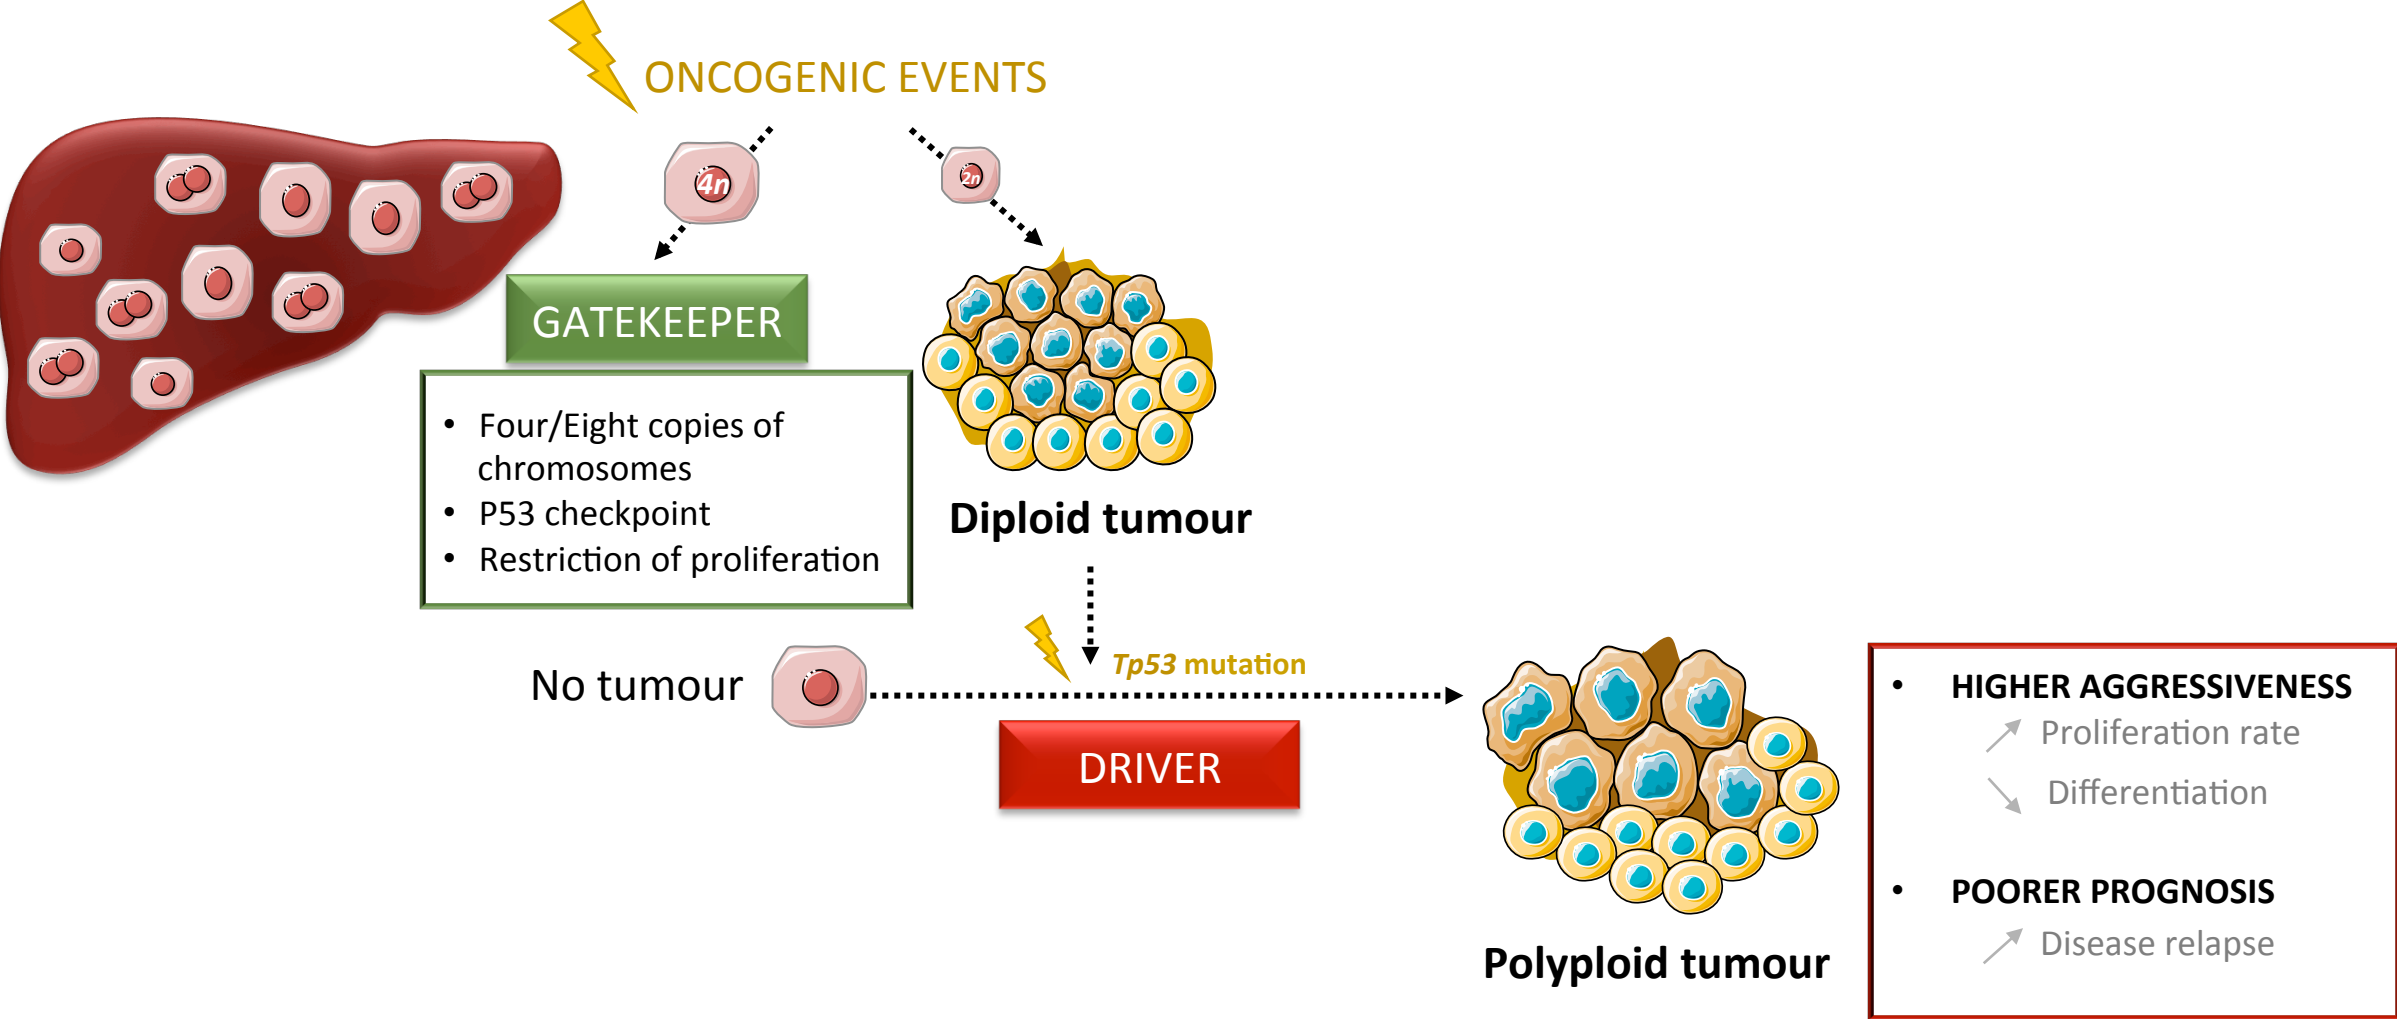 ONCOGENIC EVENTS
4n
2n
GATEKEEPER
• Four/Eight copies of
chromosomes
• P53 checkpoint
• Restriction of proliferation
Diploid tumour
No tumour
Tp53 mutation
DRIVER
Polyploid tumour
• HIGHER AGGRESSIVENESS
Proliferation rate
Differentiation
• POORER PROGNOSIS
Disease relapse